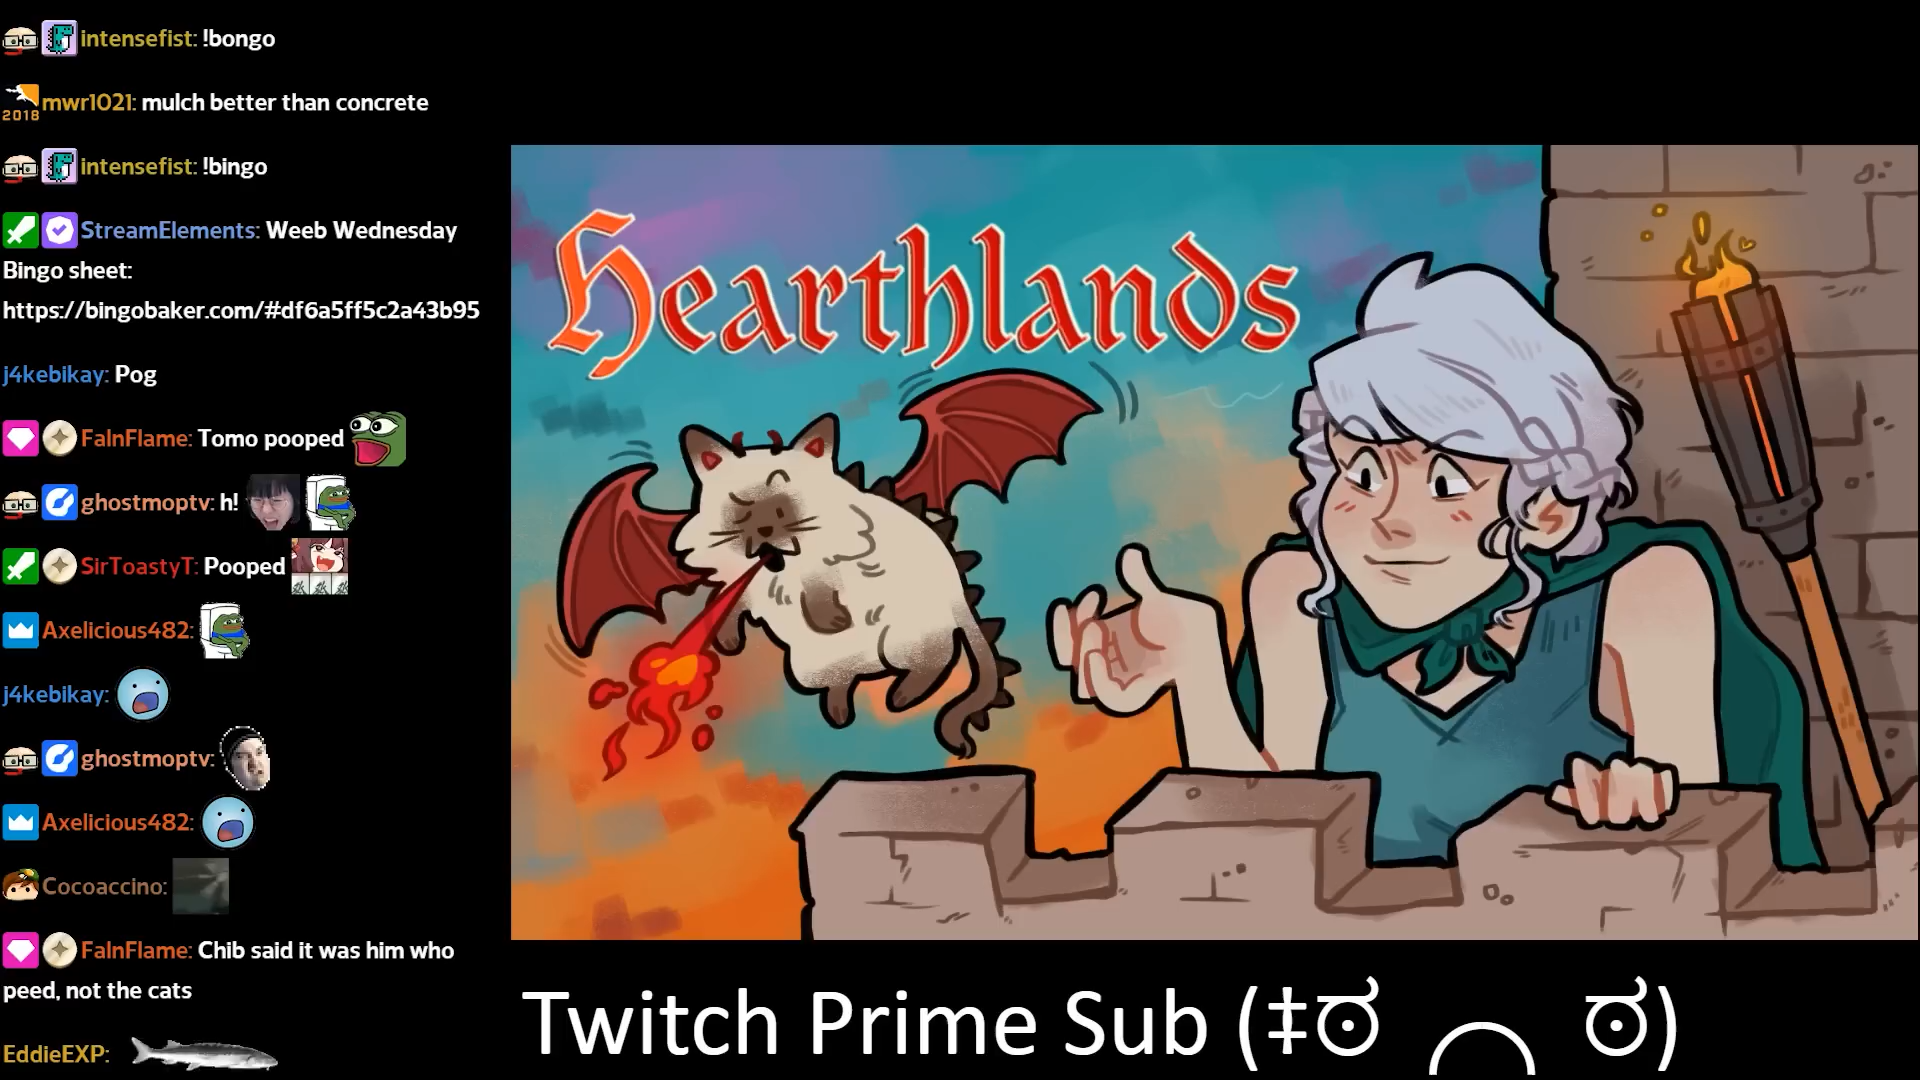 intensefist: !bongo
2018 mwr1021: mulch better than concrete
intensefist: !bingo
StreamElements: Weeb Wednesday
Bingo sheet:
https://bingobaker.com/#df6a5ff5c2a43b95
j4kebikay: Pog
FalnFlame: Tomo pooped
ghostmoptv: h!
SirToastyT: Pooped
Axelicious482:
j4kebikay:
ghostmoptv:
Axelicious482:
Cocoaccino:
FalnFlame: Chib said it was him who
peed, not the cats
EddieEXP:
Hearthlands
Twitch Prime Sub (‡ಠ ͜ ಠ)